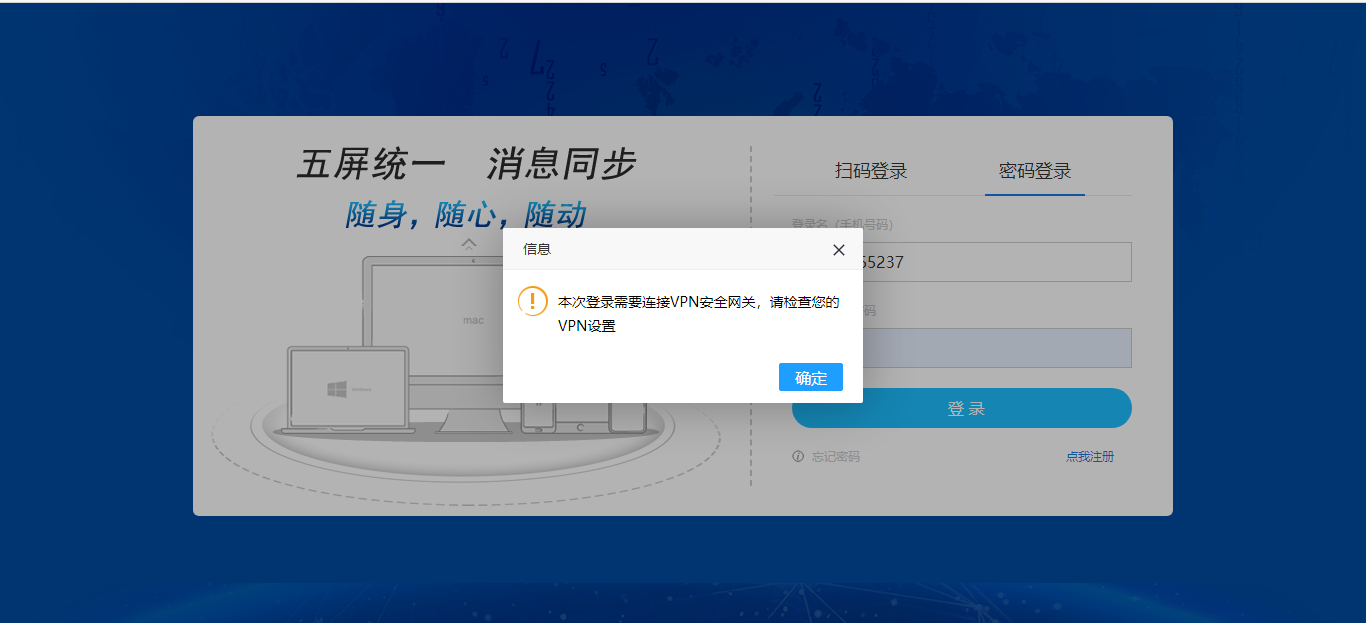 五屏统一 消息同步
随身，随心，随动
mac
扫码登录
密码登录
登录名（手机号码）
55237
码
信息
本次登录需要连接VPN安全网关，请检查您的
VPN设置
确定
登 录
忘记密码
点我注册